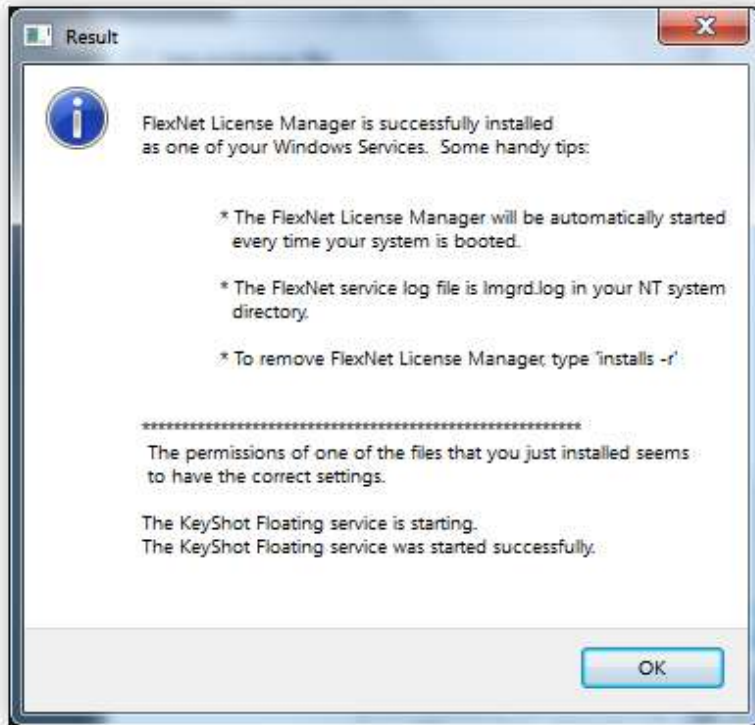 Result
FlexNet License Manager is successfully installed
as one of your Windows Services. Some handy tips:
* The FlexNet License Manager will be automatically started
every time your system is booted.
* The FlexNet service log file is lmgrd.log in your NT system
directory.
* To remove FlexNet License Manager, type 'installs -r'
*******************************************************
The permissions of one of the files that you just installed seems
to have the correct settings.
The KeyShot Floating service is starting.
The KeyShot Floating service was started successfully.
OK